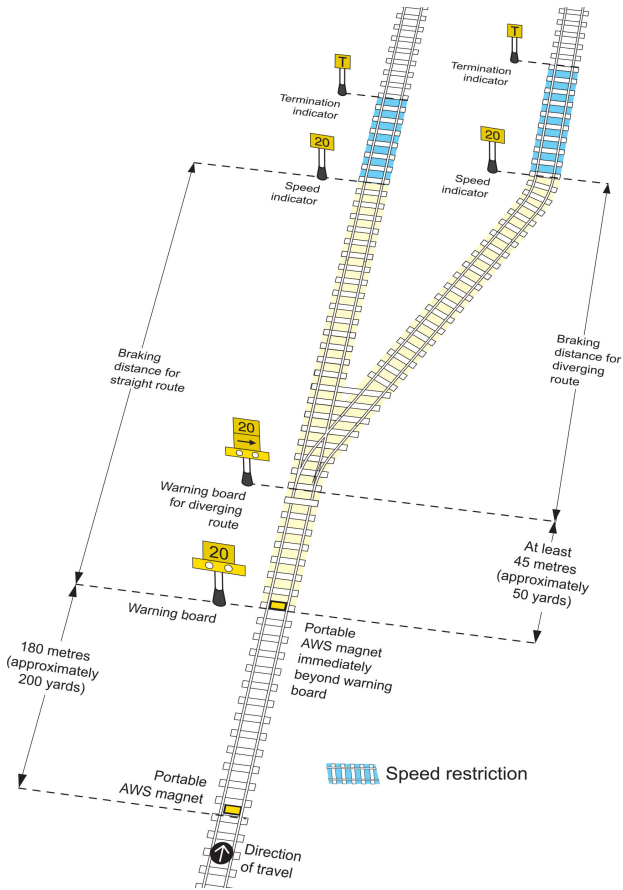 T
T
Termination
indicator
Termination
indicator
20
20
Speed
indicator
Speed
indicator
Braking
distance for
straight route
Braking
distance for
diverging
route
20
Warning board
for diverging
route
At least
45 metres
(approximately
50 yards)
20
Warning board
Portable
AWS magnet
immediately
beyond warning
board
180 metres
(approximately
200 yards)
Speed restriction
Portable
AWS magnet
Direction
of travel